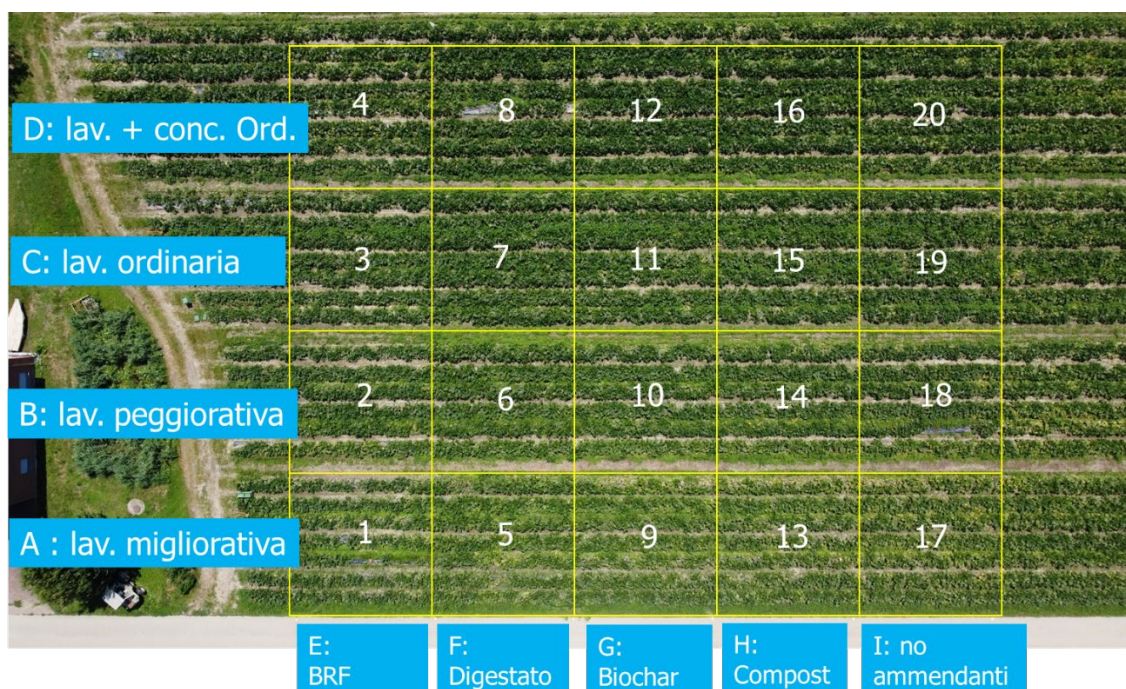 4 8 12 16 20
D: lav. + conc. Ord.
C: lav. ordinaria
3 7 11 15 19
B: lav. peggiorativa
2 6 10 14 18
A : lav. migliorativa
1 5 9 13 17
E:
BRF
F:
Digestato
G:
Biochar
H:
Compost
I: no
ammendanti